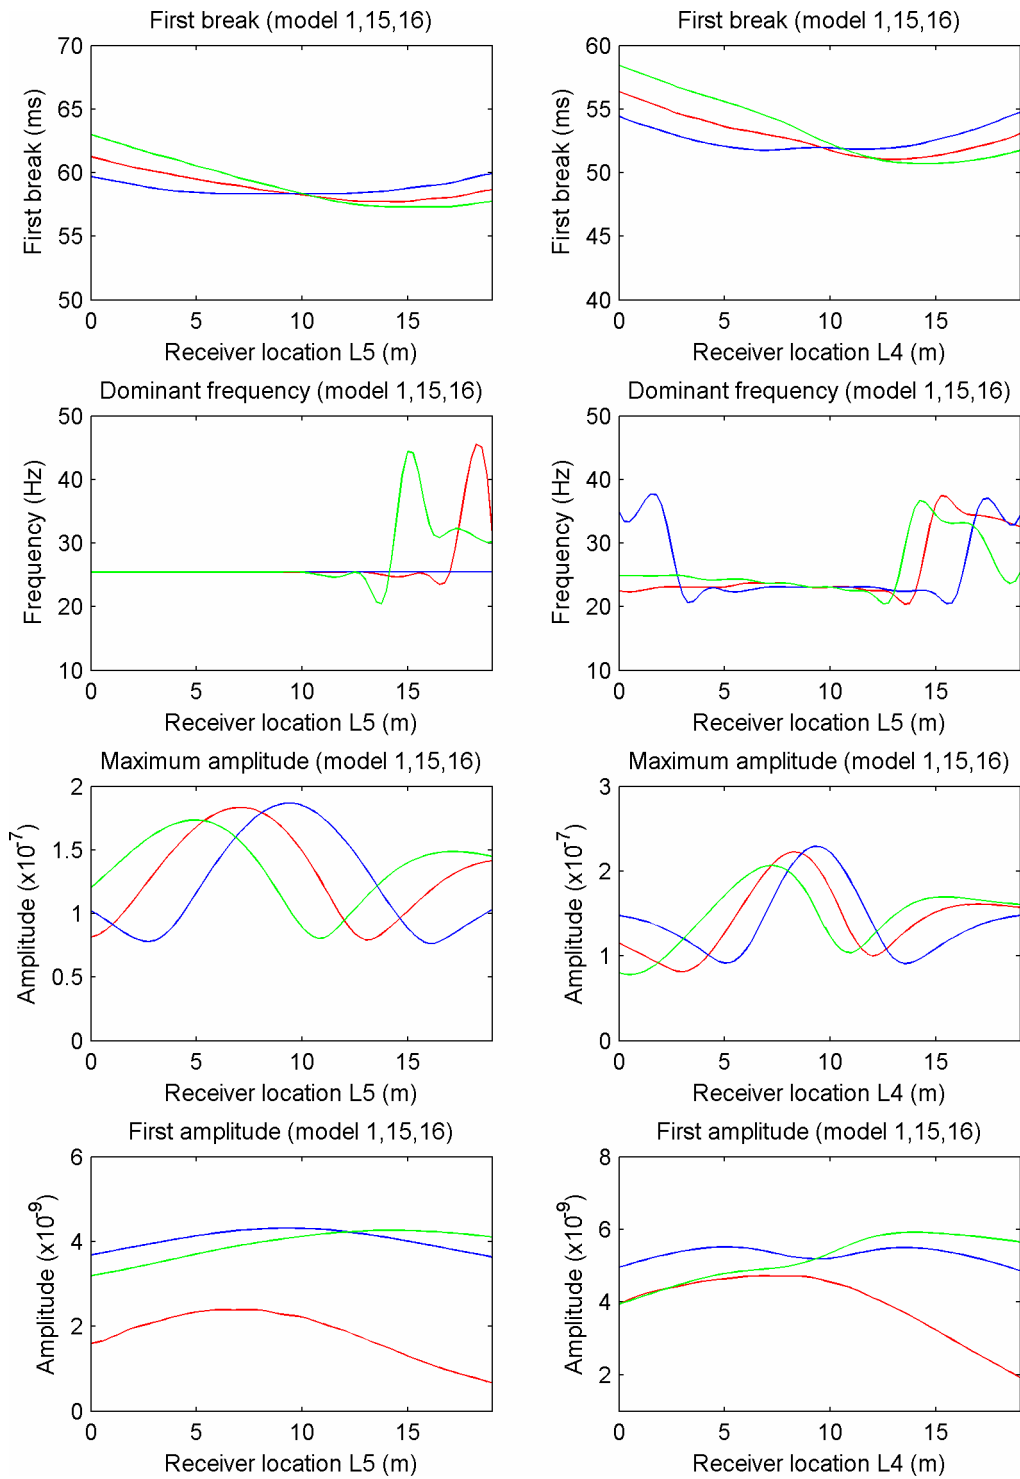 First break (model 1,15,16)
First break (ms)
70
65
60
55
50
0 5 10 15
Receiver location L5 (m)
First break (model 1,15,16)
First break (ms)
60
55
50
45
40
0 5 10 15
Receiver location L4 (m)
Dominant frequency (model 1,15,16)
Frequency (Hz)
50
40
30
20
10
0 5 10 15
Receiver location L5 (m)
Dominant frequency (model 1,15,16)
Frequency (Hz)
50
40
30
20
10
0 5 10 15
Receiver location L5 (m)
Maximum amplitude (model 1,15,16)
Amplitude (x10-7)
2
1.5
1
0.5
0
0 5 10 15
Receiver location L5 (m)
Maximum amplitude (model 1,15,16)
Amplitude (x10-7)
3
2
1
0
0 5 10 15
Receiver location L4 (m)
First amplitude (model 1,15,16)
Amplitude (x10-9)
6
4
2
0
0 5 10 15
Receiver location L5 (m)
First amplitude (model 1,15,16)
Amplitude (x10-9)
8
6
4
2
0 5 10 15
Receiver location L4 (m)